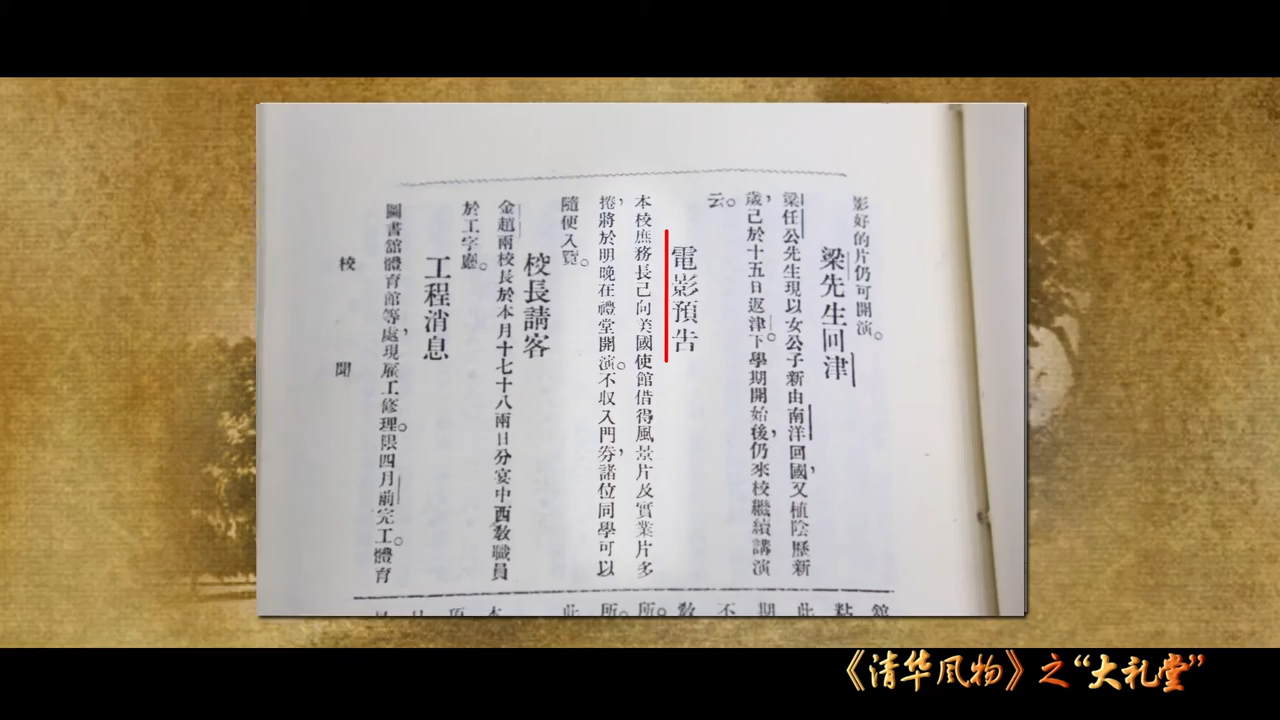 影好的片仍可開演。
梁先生回津
梁任公先生現以女公子新由南洋回國,又植陰歷新
歲,已於十五日返津。下學期開始後,仍來校繼續講演
云。
電影預告
本校庶務長已向美國使館借得風景片及實業片多
捲,將於明晚在禮堂開演。不收入門券,諸位同學可以
隨便入覽。
校長請客
金趙兩校長於本月十七十八兩日分宴中西教職員
於工字廳。
工程消息
圖書舘體育館等處,現雇工修理。限四月前完工。體育
校聞
《清华风物》之“大礼堂”